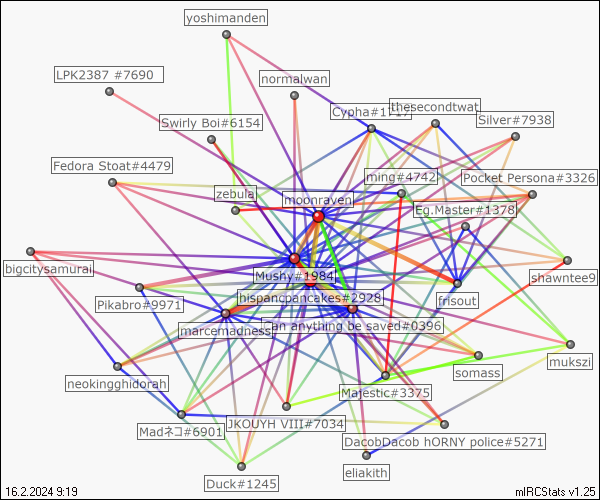 yoshimanden
LPK2387 #7690
normalwan
Swirly Boi#6154
Cypha#1717
thesecondtwat
Silver#7938
Fedora Stoat#4479
ming#4742
Pocket Persona#3326
zebula
moonraven
Eg.Master#1378
bigcitysamurai
Mushy#1984
shawntee9
Pikabro#9971
hispancpancakes#2928
frisout
marcemadness
an anything be saved#0396
neokingghidorah
Majestic#3375
somass
mukszi
Madネコ#6901
JKOUYH VIII#7034
DacobDacob hORNY police#5271
Duck#1245
eliakith
16.2.2024 9:19
mIRCStats v1.25